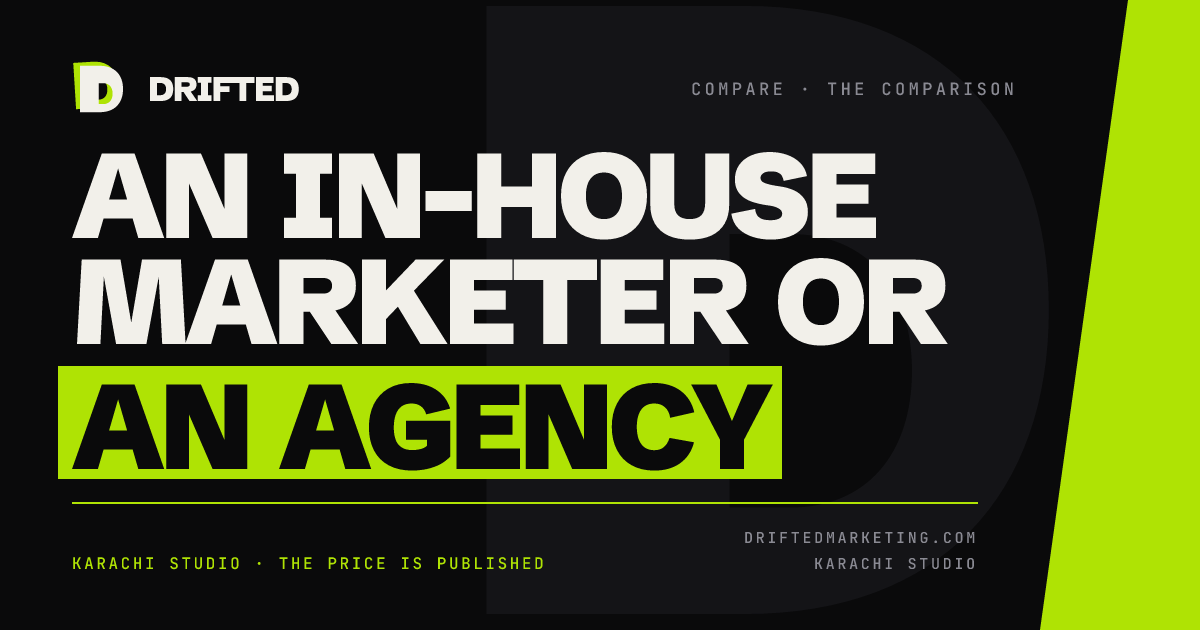 D DRIFTED
COMPARE · THE COMPARISON
AN IN-HOUSE
MARKETER OR
AN AGENCY
DRIFTEDMARKETING.COM
KARACHI STUDIO · THE PRICE IS PUBLISHED
KARACHI STUDIO